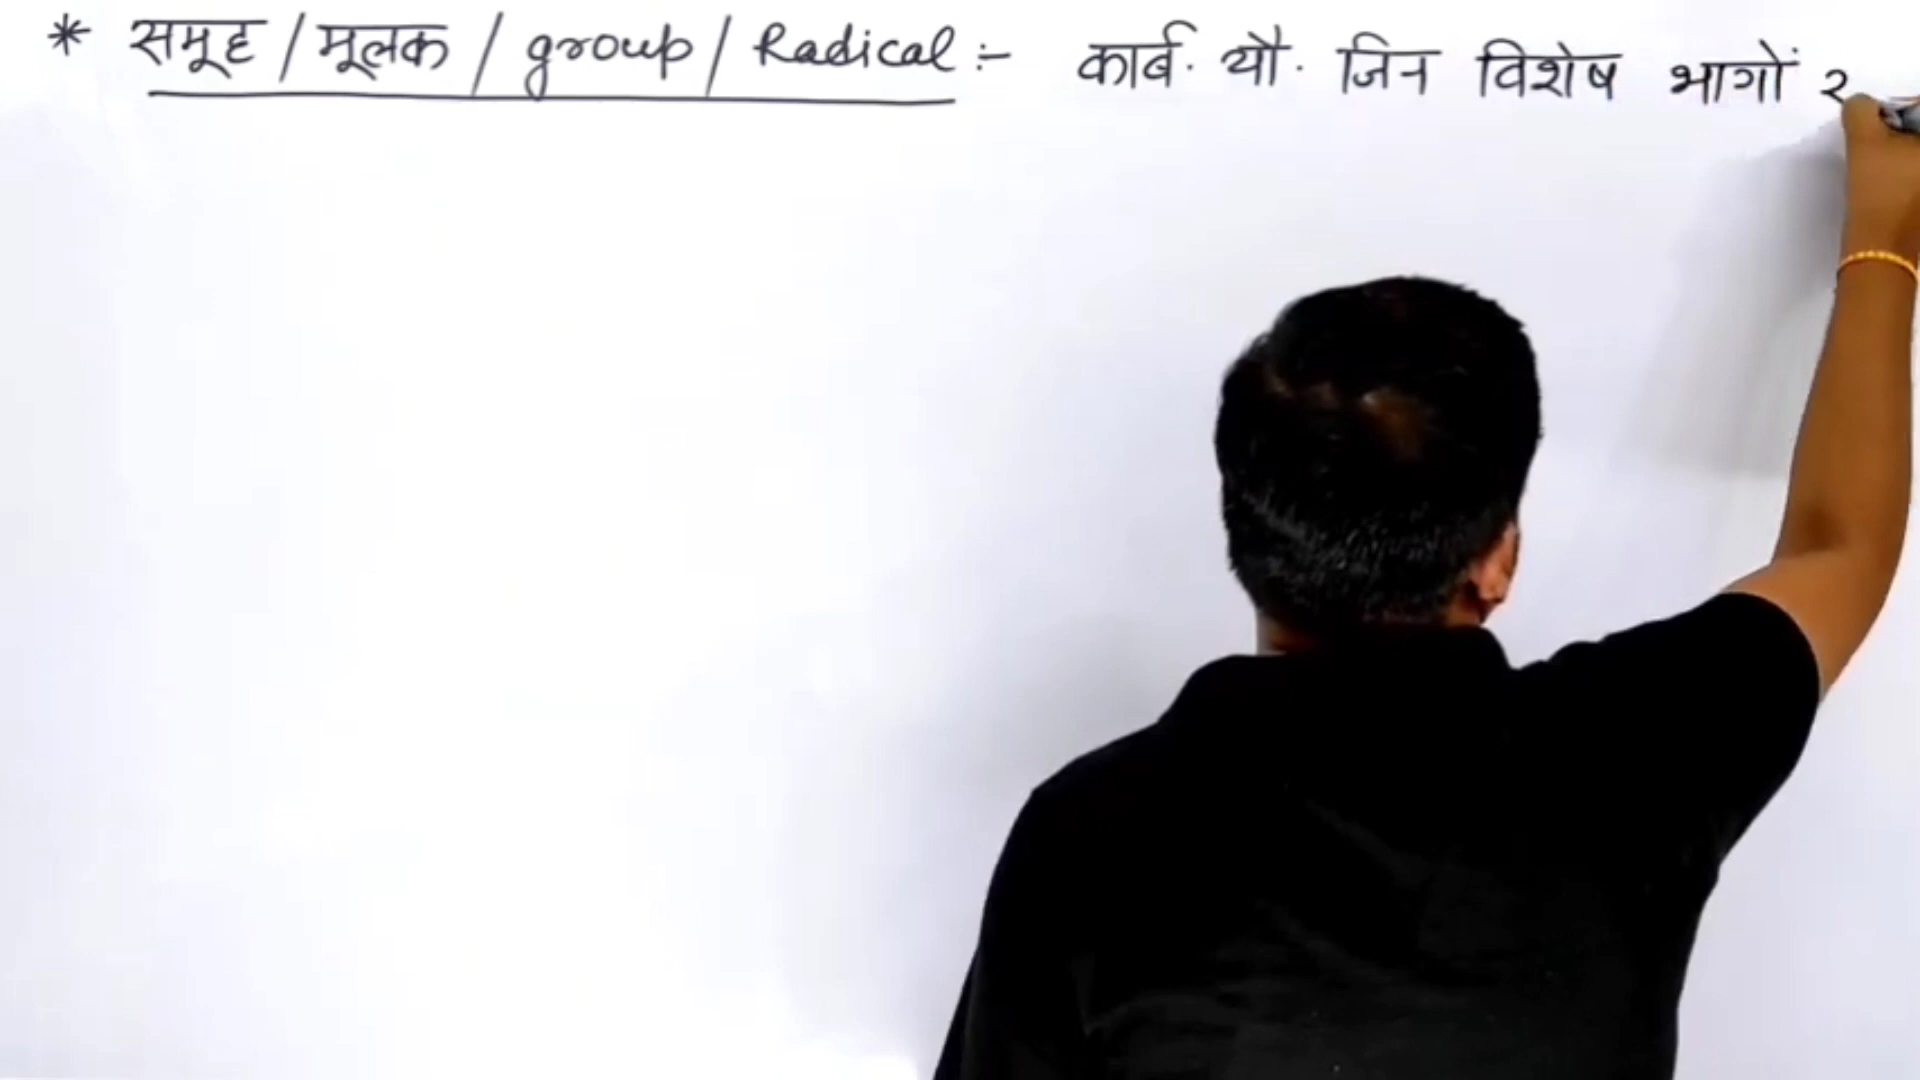 * समूह / मूलक / group / Radical :- कार्ब. यौ. जिन विशेष भागों